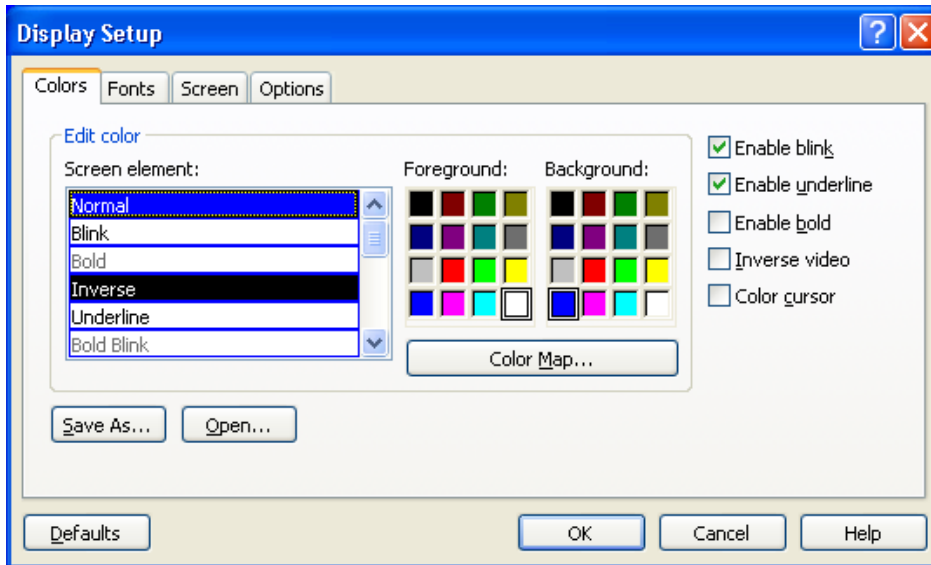 Display Setup
Colors Fonts Screen Options
Edit color
Screen element:
Normal
Blink
Bold
Inverse
Underline
Bold Blink
Foreground:
Background:
Color Map...
Enable blink
Enable underline
Enable bold
Inverse video
Color cursor
Save As... Open...
Defaults OK Cancel Help